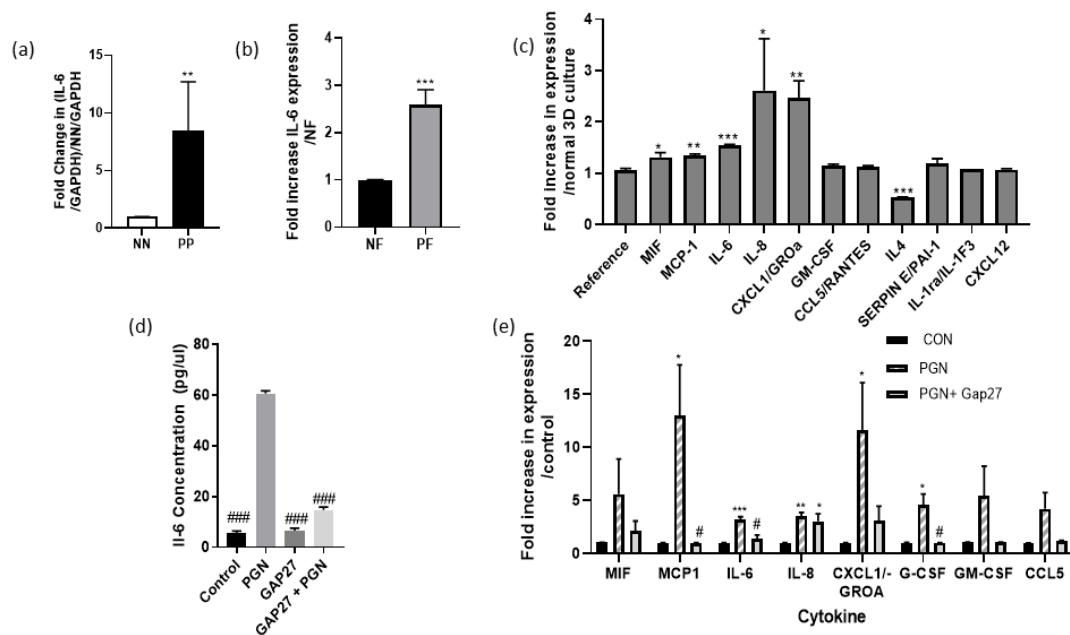 (a)
Fold Change in (IL-6
/GAPDH)/NN/GAPDH
15
10
5
0
**
NN
PP
(b)
Fold increase IL-6 expression
/NF
4
3
2
1
0
***
NF
PF
(c)
Fold increase in expression
/normal 3D culture
4
3
2
1
0
*
**
***
*
**
***
Reference
MIF
MCP-1
IL-6
IL-8
CXCL1/GROa
GM-CSF
CCL5/RANTES
IL4
SERPIN E/PAI-1
IL-1ra/IL-1F3
CXCL12
(d)
Il-6 Concentration (pg/ul)
80
60
40
20
0
###
###
###
Control
PGN
GAP27
GAP27 + PGN
(e)
Fold increase in expression
/control
20
15
10
5
0
CON
PGN
PGN+ Gap27
*
#
***
#
**
*
*
*
#
MIF
MCP1
IL-6
IL-8
CXCL1/-
GROA
G-CSF
GM-CSF
CCL5
Cytokine